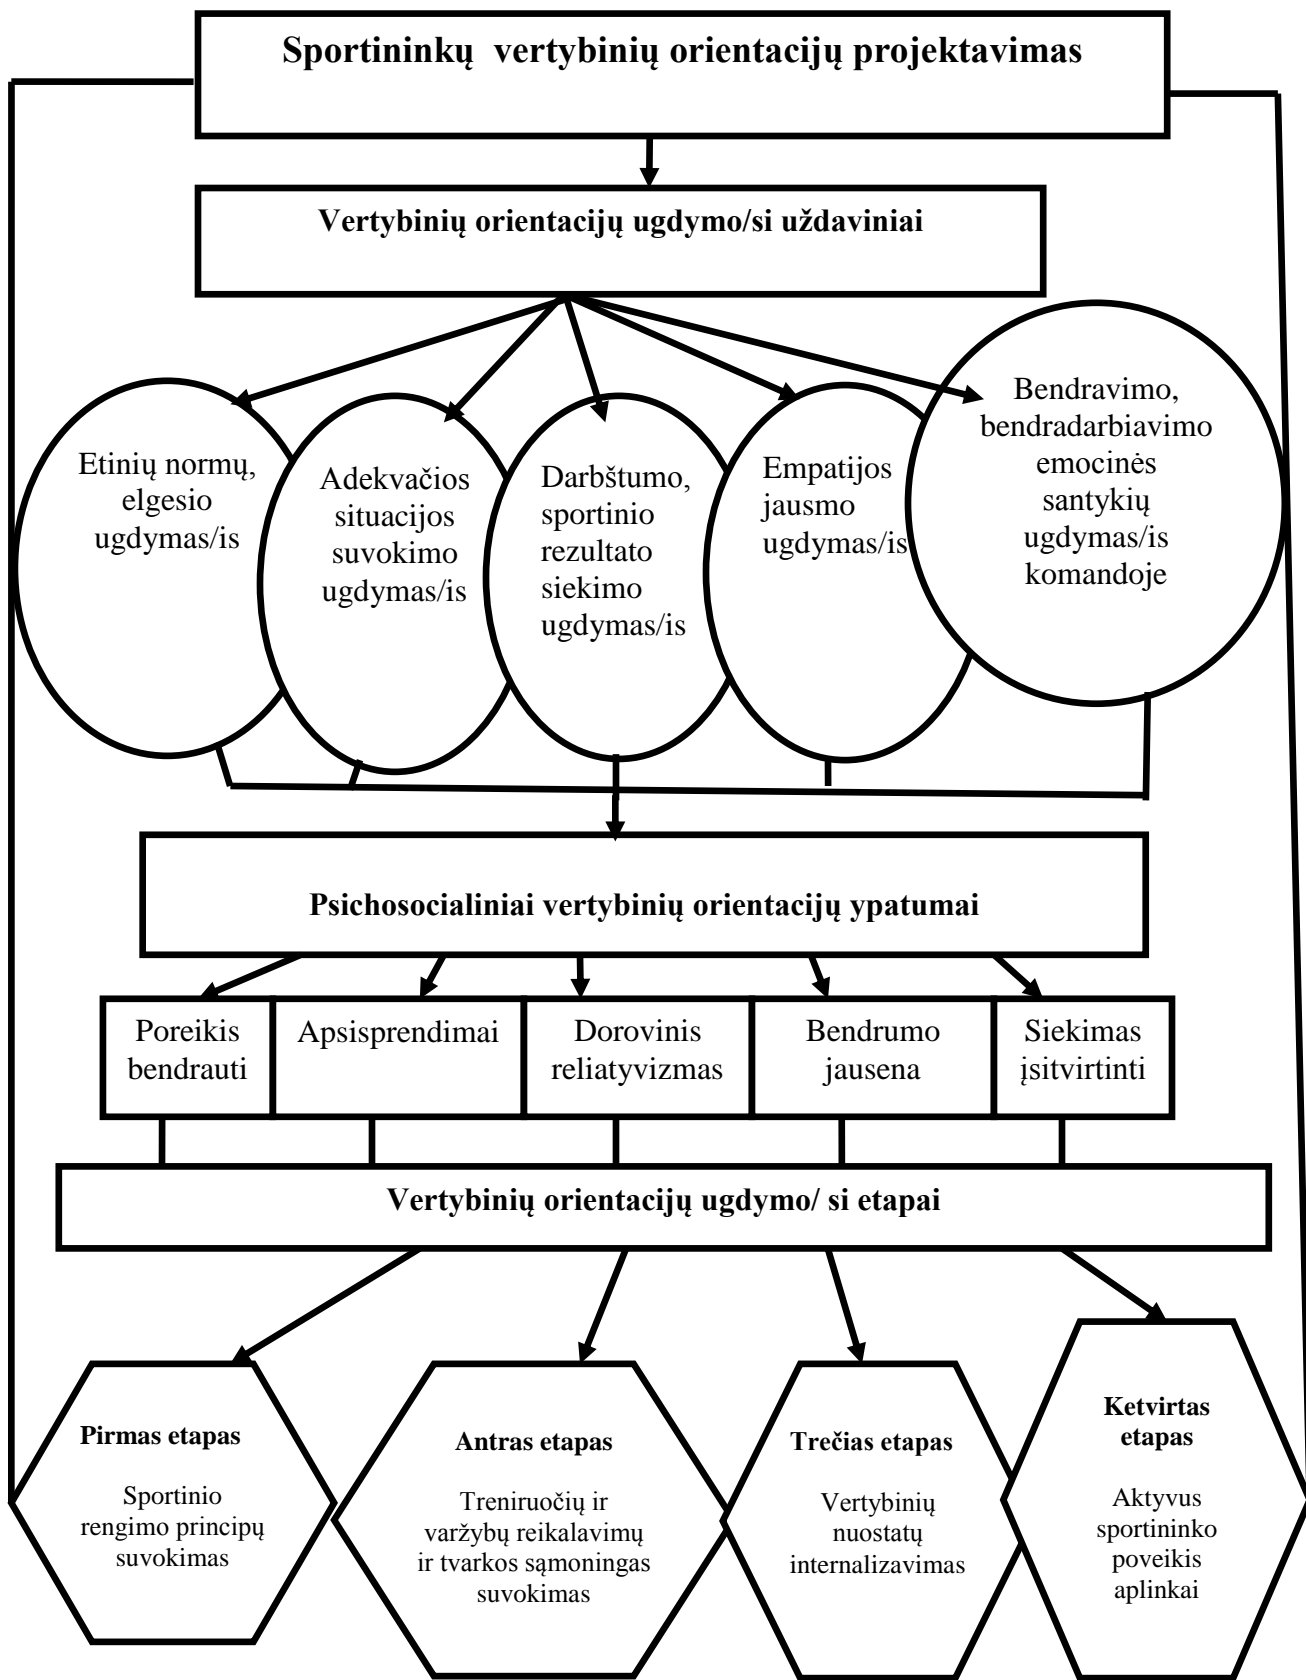 Sportininkų vertybinių orientacijų projektavimas
Vertybinių orientacijų ugdymo/si uždaviniai
Etinių normų,
elgesio
ugdymas/is
Adekvačios
situacijos
suvokimo
ugdymas/is
Darbštumo,
sportinio
rezultato
siekimo
ugdymas/is
Empatijos
jausmo
ugdymas/is
Bendravimo,
bendradarbiavimo
emocinės
santykių
ugdymas/is
komandoje
Psichosocialiniai vertybinių orientacijų ypatumai
Poreikis
bendrauti
Apsisprendimai
Dorovinis
reliatyvizmas
Bendrumo
jausena
Siekimas
įsitvirtinti
Vertybinių orientacijų ugdymo/ si etapai
Pirmas etapas
Sportinio
rengimo principų
suvokimas
Antras etapas
Treniruočių ir
varžybų reikalavimų
ir tvarkos sąmoningas
suvokimas
Trečias etapas
Vertybinių
nuostatų
internalizavimas
Ketvirtas
etapas
Aktyvus
sportininko
poveikis
aplinkai